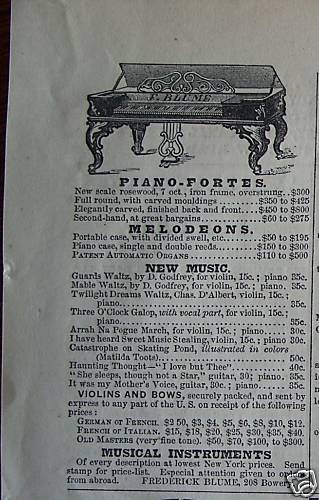 F. BLUME
PIANO-FORTES.
New scale rosewood, 7 oct., iron frame, overstrung..$300
Full round, with carved mouldings........$350 to $425
Elegantly carved, finished back and front....$450 to $800
Second-hand, at great bargains............$60 to $275
MELODEONS.
Portable case, with divided swell, etc......$50 to $195
Piano case, single and double reeds......$150 to $300
PATENT AUTOMATIC ORGANS............$110 to $500
NEW MUSIC.
Guards Waltz, by D. Godfrey, for violin, 15c.; piano 35c.
Mable Waltz, by D. Godfrey, for violin, 15c.; piano 35c.
Twilight Dreams Waltz, Chas. D'Albert, violin, 15c.;
piano........35c.
Three O'Clock Galop, with vocal part, for violin, 15c.;
piano........35c.
Arrah Na Pogue March, for violin, 15c.; piano 30c.
I have heard Sweet Music Stealing, violin, 15c.; piano 30c.
Catastrophe on Skating Pond, illustrated in colors
(Matilda Toots)........50c.
Haunting Thought—"I love but Thee"........40c.
"She sleeps, though not a Star," guitar, 30; piano 35c.
It was my Mother's Voice, guitar, 30c.; piano....35c.
VIOLINS AND BOWS, securely packed, and sent by
express to any part of the U. S. on receipt of the following
prices:
GERMAN OR FRENCH. $2 50, $3, $4, $5, $6, $8, $10, $12.
FRENCH OR ITALIAN. $15, $18, $20, $25, $30, $35, $40.
OLD MASTERS (very fine tone). $50, $70, $100, to $300.
MUSICAL INSTRUMENTS
Of every description at lowest New York prices. Send
stamp for price-list. Especial attention given to
from abroad. FREDERICK BLUME, 208 Bower